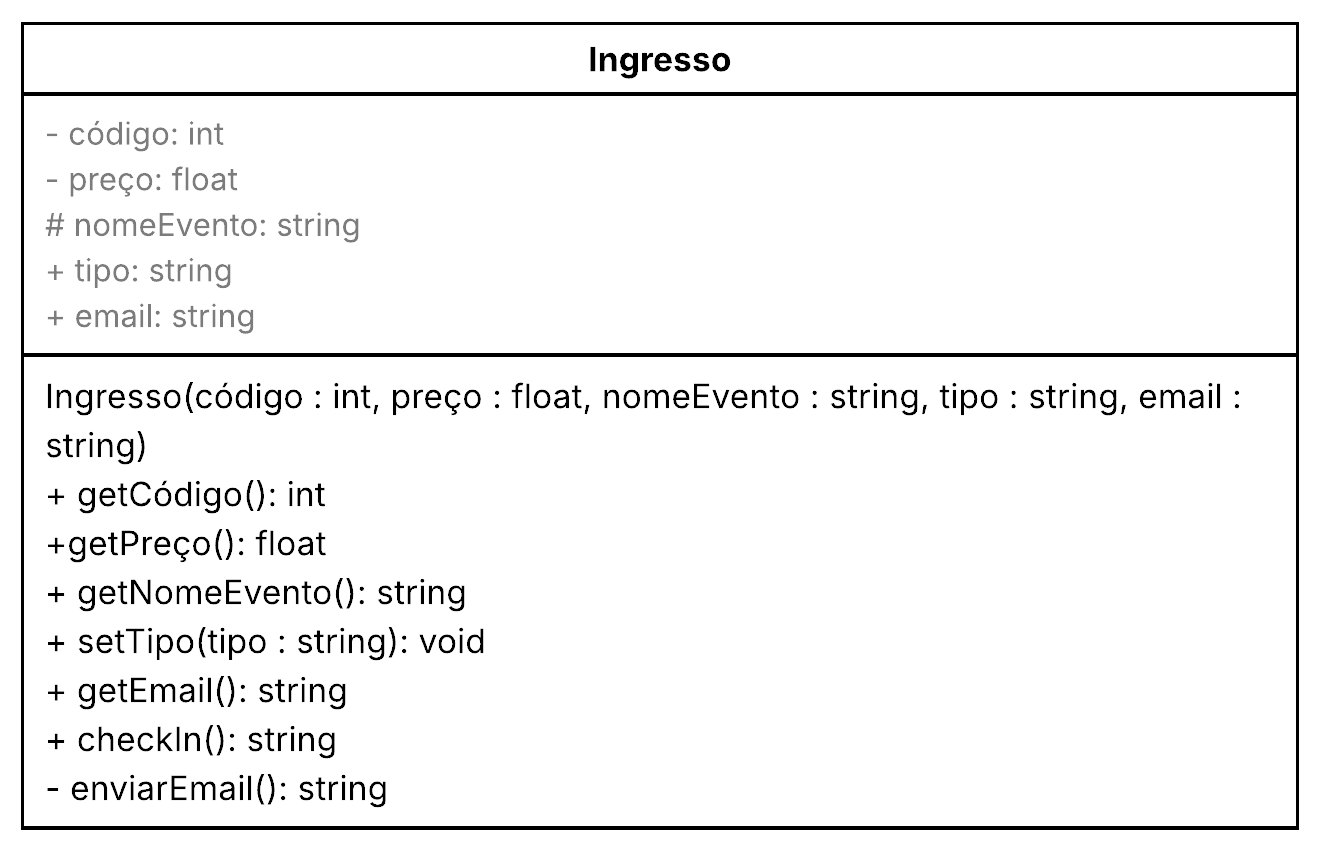 Ingresso
- código: int
- preço: float
# nomeEvento: string
+ tipo: string
+ email: string
Ingresso(código : int, preço : float, nomeEvento : string, tipo : string, email :
string)
+ getCódigo(): int
+getPreço(): float
+ getNomeEvento(): string
+ setTipo(tipo : string): void
+ getEmail(): string
+ checkIn(): string
- enviarEmail(): string